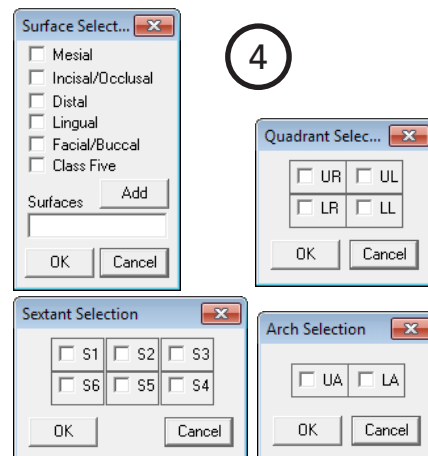 Surface Select...
Mesial
Incisal/Occlusal
Distal
Lingual
Facial/Buccal
Class Five
Surfaces
Add
OK Cancel
4
Quadrant Selec...
UR UL
LR LL
OK Cancel
Sextant Selection
S1 S2 S3
S6 S5 S4
OK Cancel
Arch Selection
UA LA
OK Cancel